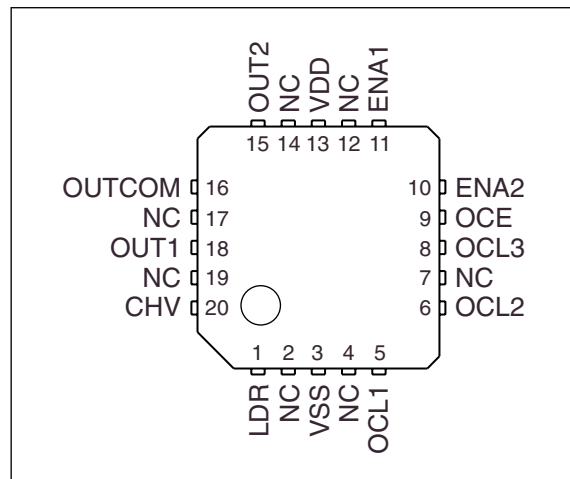 OUT2 NC VDD NC ENA1
15 14 13 12 11
OUTCOM 16 10 ENA2
NC 17 9 OCE
OUT1 18 8 OCL3
NC 19 7 NC
CHV 20 6 OCL2
1 2 3 4 5
LDR NC VSS NC OCL1